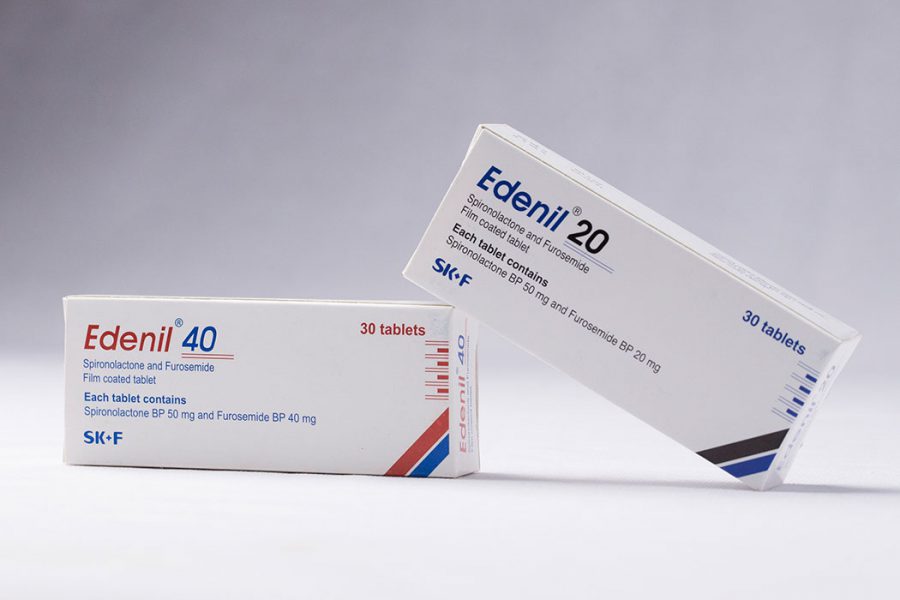 Edenil® 40
30 tablets
Spironolactone and Furosemide
Film coated tablet
Each tablet contains
Spironolactone BP 50 mg and Furosemide BP 40 mg
SK+F
Edenil® 40
Edenil® 20
Spironolactone and Furosemide
Film coated tablet
Each tablet contains
Spironolactone BP 50 mg and Furosemide BP 20 mg
SK+F
30 tablets